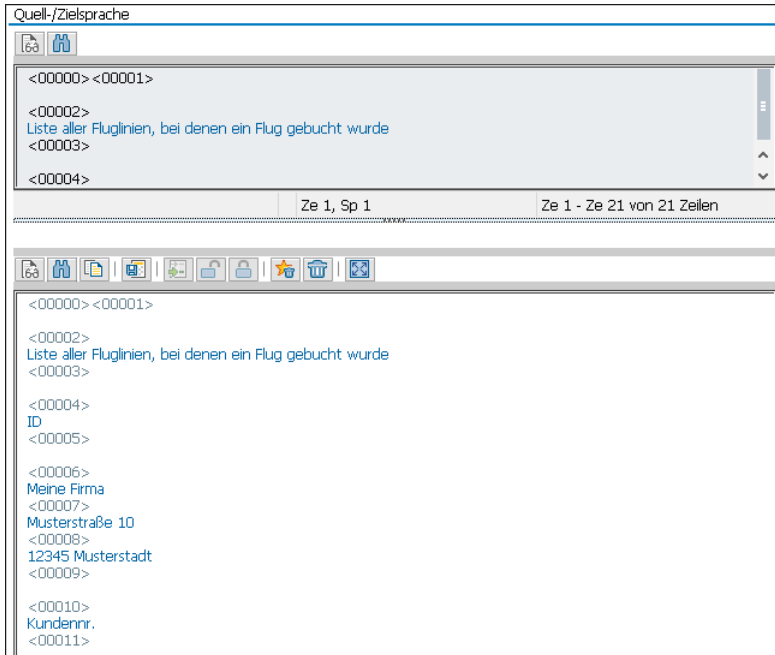 Quell-/Zielsprache
<00000><00001>
<00002>
Liste aller Fluglinien, bei denen ein Flug gebucht wurde
<00003>
<00004>
Ze 1, Sp 1
Ze 1 - Ze 21 von 21 Zeilen
<00000><00001>
<00002>
Liste aller Fluglinien, bei denen ein Flug gebucht wurde
<00003>
<00004>
ID
<00005>
<00006>
Meine Firma
<00007>
Musterstraße 10
<00008>
12345 Musterstadt
<00009>
<00010>
Kundennr.
<00011>